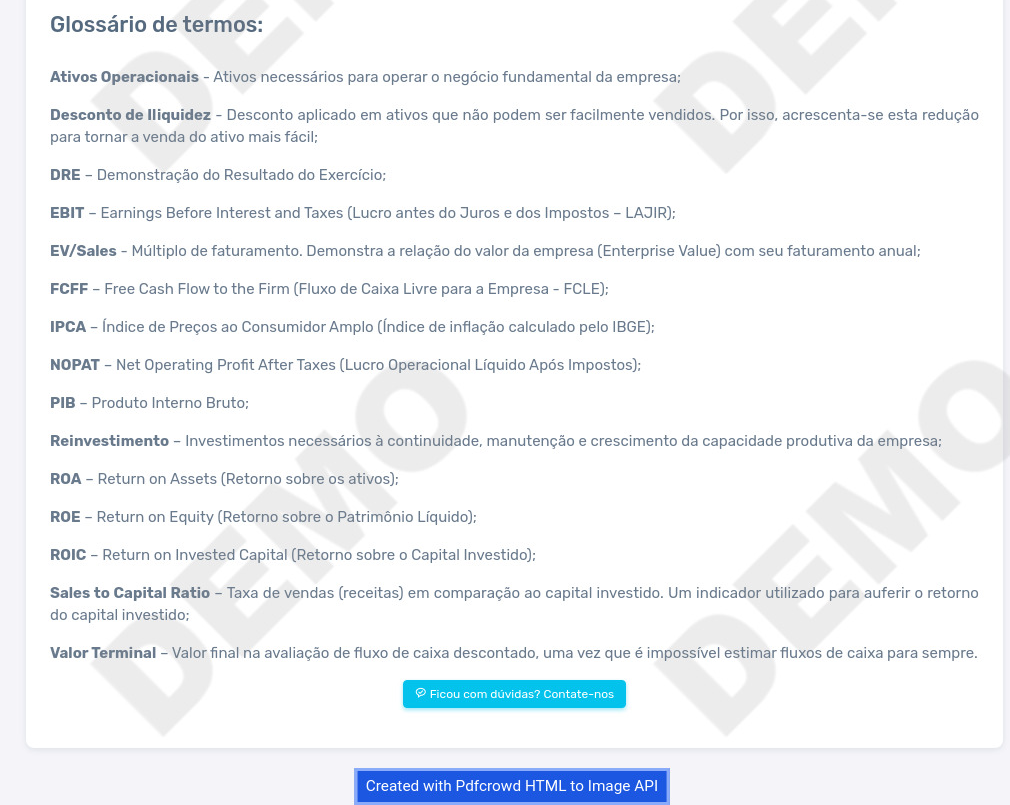 Glossário de termos:
Ativos Operacionais - Ativos necessários para operar o negócio fundamental da empresa;
Desconto de Iliquidez - Desconto aplicado em ativos que não podem ser facilmente vendidos. Por isso, acrescenta-se esta redução
para tornar a venda do ativo mais fácil;
DRE – Demonstração do Resultado do Exercício;
EBIT – Earnings Before Interest and Taxes (Lucro antes do Juros e dos Impostos – LAJIR);
EV/Sales - Múltiplo de faturamento. Demonstra a relação do valor da empresa (Enterprise Value) com seu faturamento anual;
FCFF – Free Cash Flow to the Firm (Fluxo de Caixa Livre para a Empresa - FCLE);
IPCA – Índice de Preços ao Consumidor Amplo (Índice de inflação calculado pelo IBGE);
NOPAT – Net Operating Profit After Taxes (Lucro Operacional Líquido Após Impostos);
PIB – Produto Interno Bruto;
Reinvestimento – Investimentos necessários à continuidade, manutenção e crescimento da capacidade produtiva da empresa;
ROA – Return on Assets (Retorno sobre os ativos);
ROE – Return on Equity (Retorno sobre o Patrimônio Líquido);
ROIC – Return on Invested Capital (Retorno sobre o Capital Investido);
Sales to Capital Ratio – Taxa de vendas (receitas) em comparação ao capital investido. Um indicador utilizado para auferir o retorno
do capital investido;
Valor Terminal – Valor final na avaliação de fluxo de caixa descontado, uma vez que é impossível estimar fluxos de caixa para sempre.
Ficou com dúvidas? Contate-nos
Created with Pdfcrowd HTML to Image API
DEMO
DEMO
DEMO
DEMO